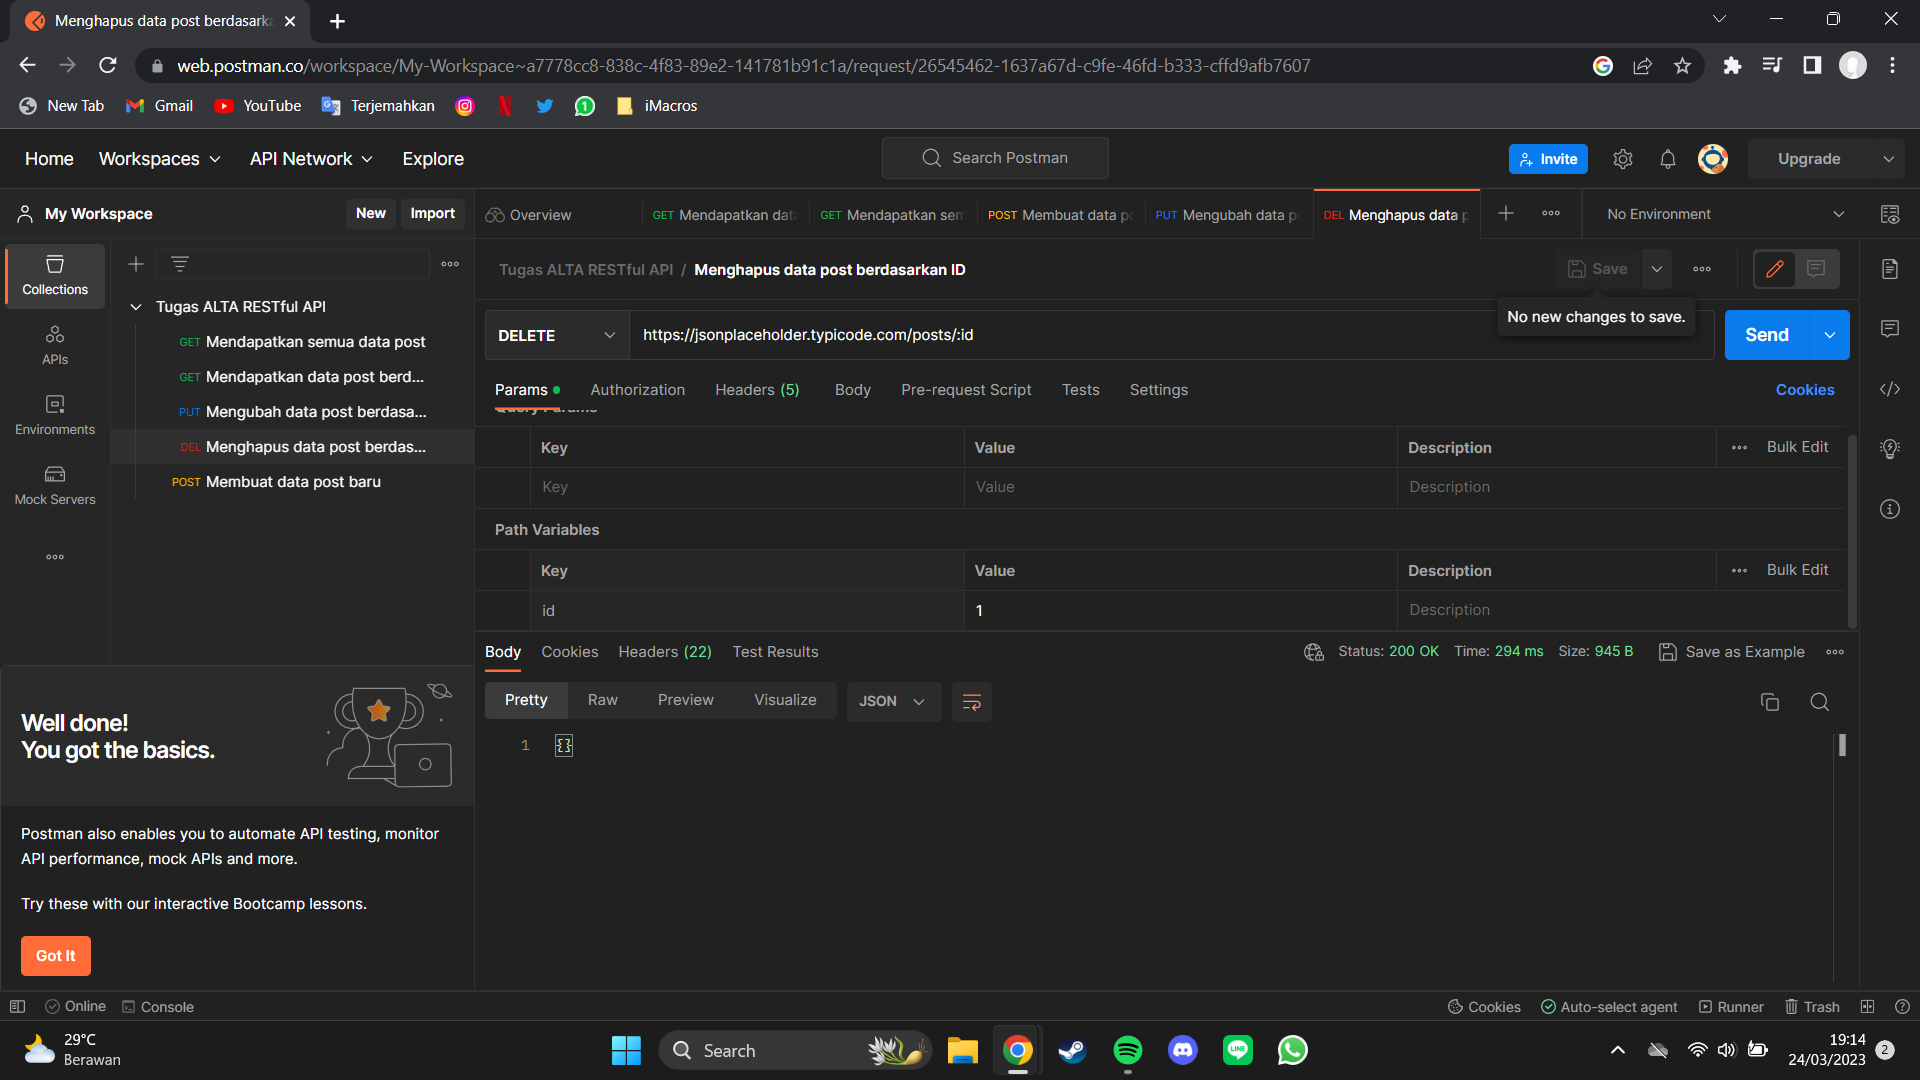 Menghapus data post berdasarka
web.postman.co/workspace/My-Workspace~a7778cc8-838c-4f83-89e2-141781b91c1a/request/26545462-1637a67d-c9fe-46fd-b333-cffd9afb7607
New Tab Gmail YouTube Terjemahkan iMacros
Home Workspaces API Network Explore Search Postman Invite Upgrade
My Workspace New Import Overview GET Mendapatkan data GET Mendapatkan sem POST Membuat data po PUT Mengubah data po DEL Menghapus data p No Environment
Collections
Tugas ALTA RESTful API / Menghapus data post berdasarkan ID Save
No new changes to save.
Tugas ALTA RESTful API
GET Mendapatkan semua data post
GET Mendapatkan data post berd...
PUT Mengubah data post berdasa...
DEL Menghapus data post berdas...
POST Membuat data post baru
APIs
Environments
Mock Servers
DELETE https://jsonplaceholder.typicode.com/posts/:id Send
Params Authorization Headers (5) Body Pre-request Script Tests Settings Cookies
Query Params
Key Value Description Bulk Edit
Key Value Description
Path Variables
Key Value Description Bulk Edit
id 1 Description
Body Cookies Headers (22) Test Results Status: 200 OK Time: 294 ms Size: 945 B Save as Example
Pretty Raw Preview Visualize JSON
1 {}
Well done!
You got the basics.
Postman also enables you to automate API testing, monitor
API performance, mock APIs and more.
Try these with our interactive Bootcamp lessons.
Got It
Online Console Cookies Auto-select agent Runner Trash
29°C
Berawan
Search
LINE
19:14
24/03/2023
2